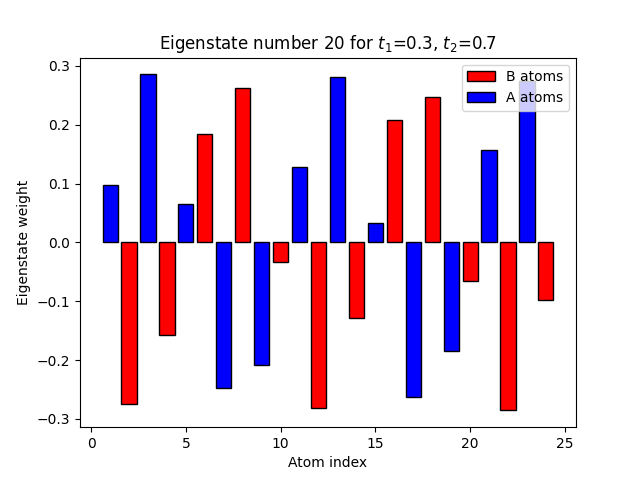 Eigenstate number 20 for t₁=0.3, t₂=0.7
B atoms
A atoms
0.3
0.2
0.1
0.0
−0.1
−0.2
−0.3
Eigenstate weight
0 5 10 15 20 25
Atom index